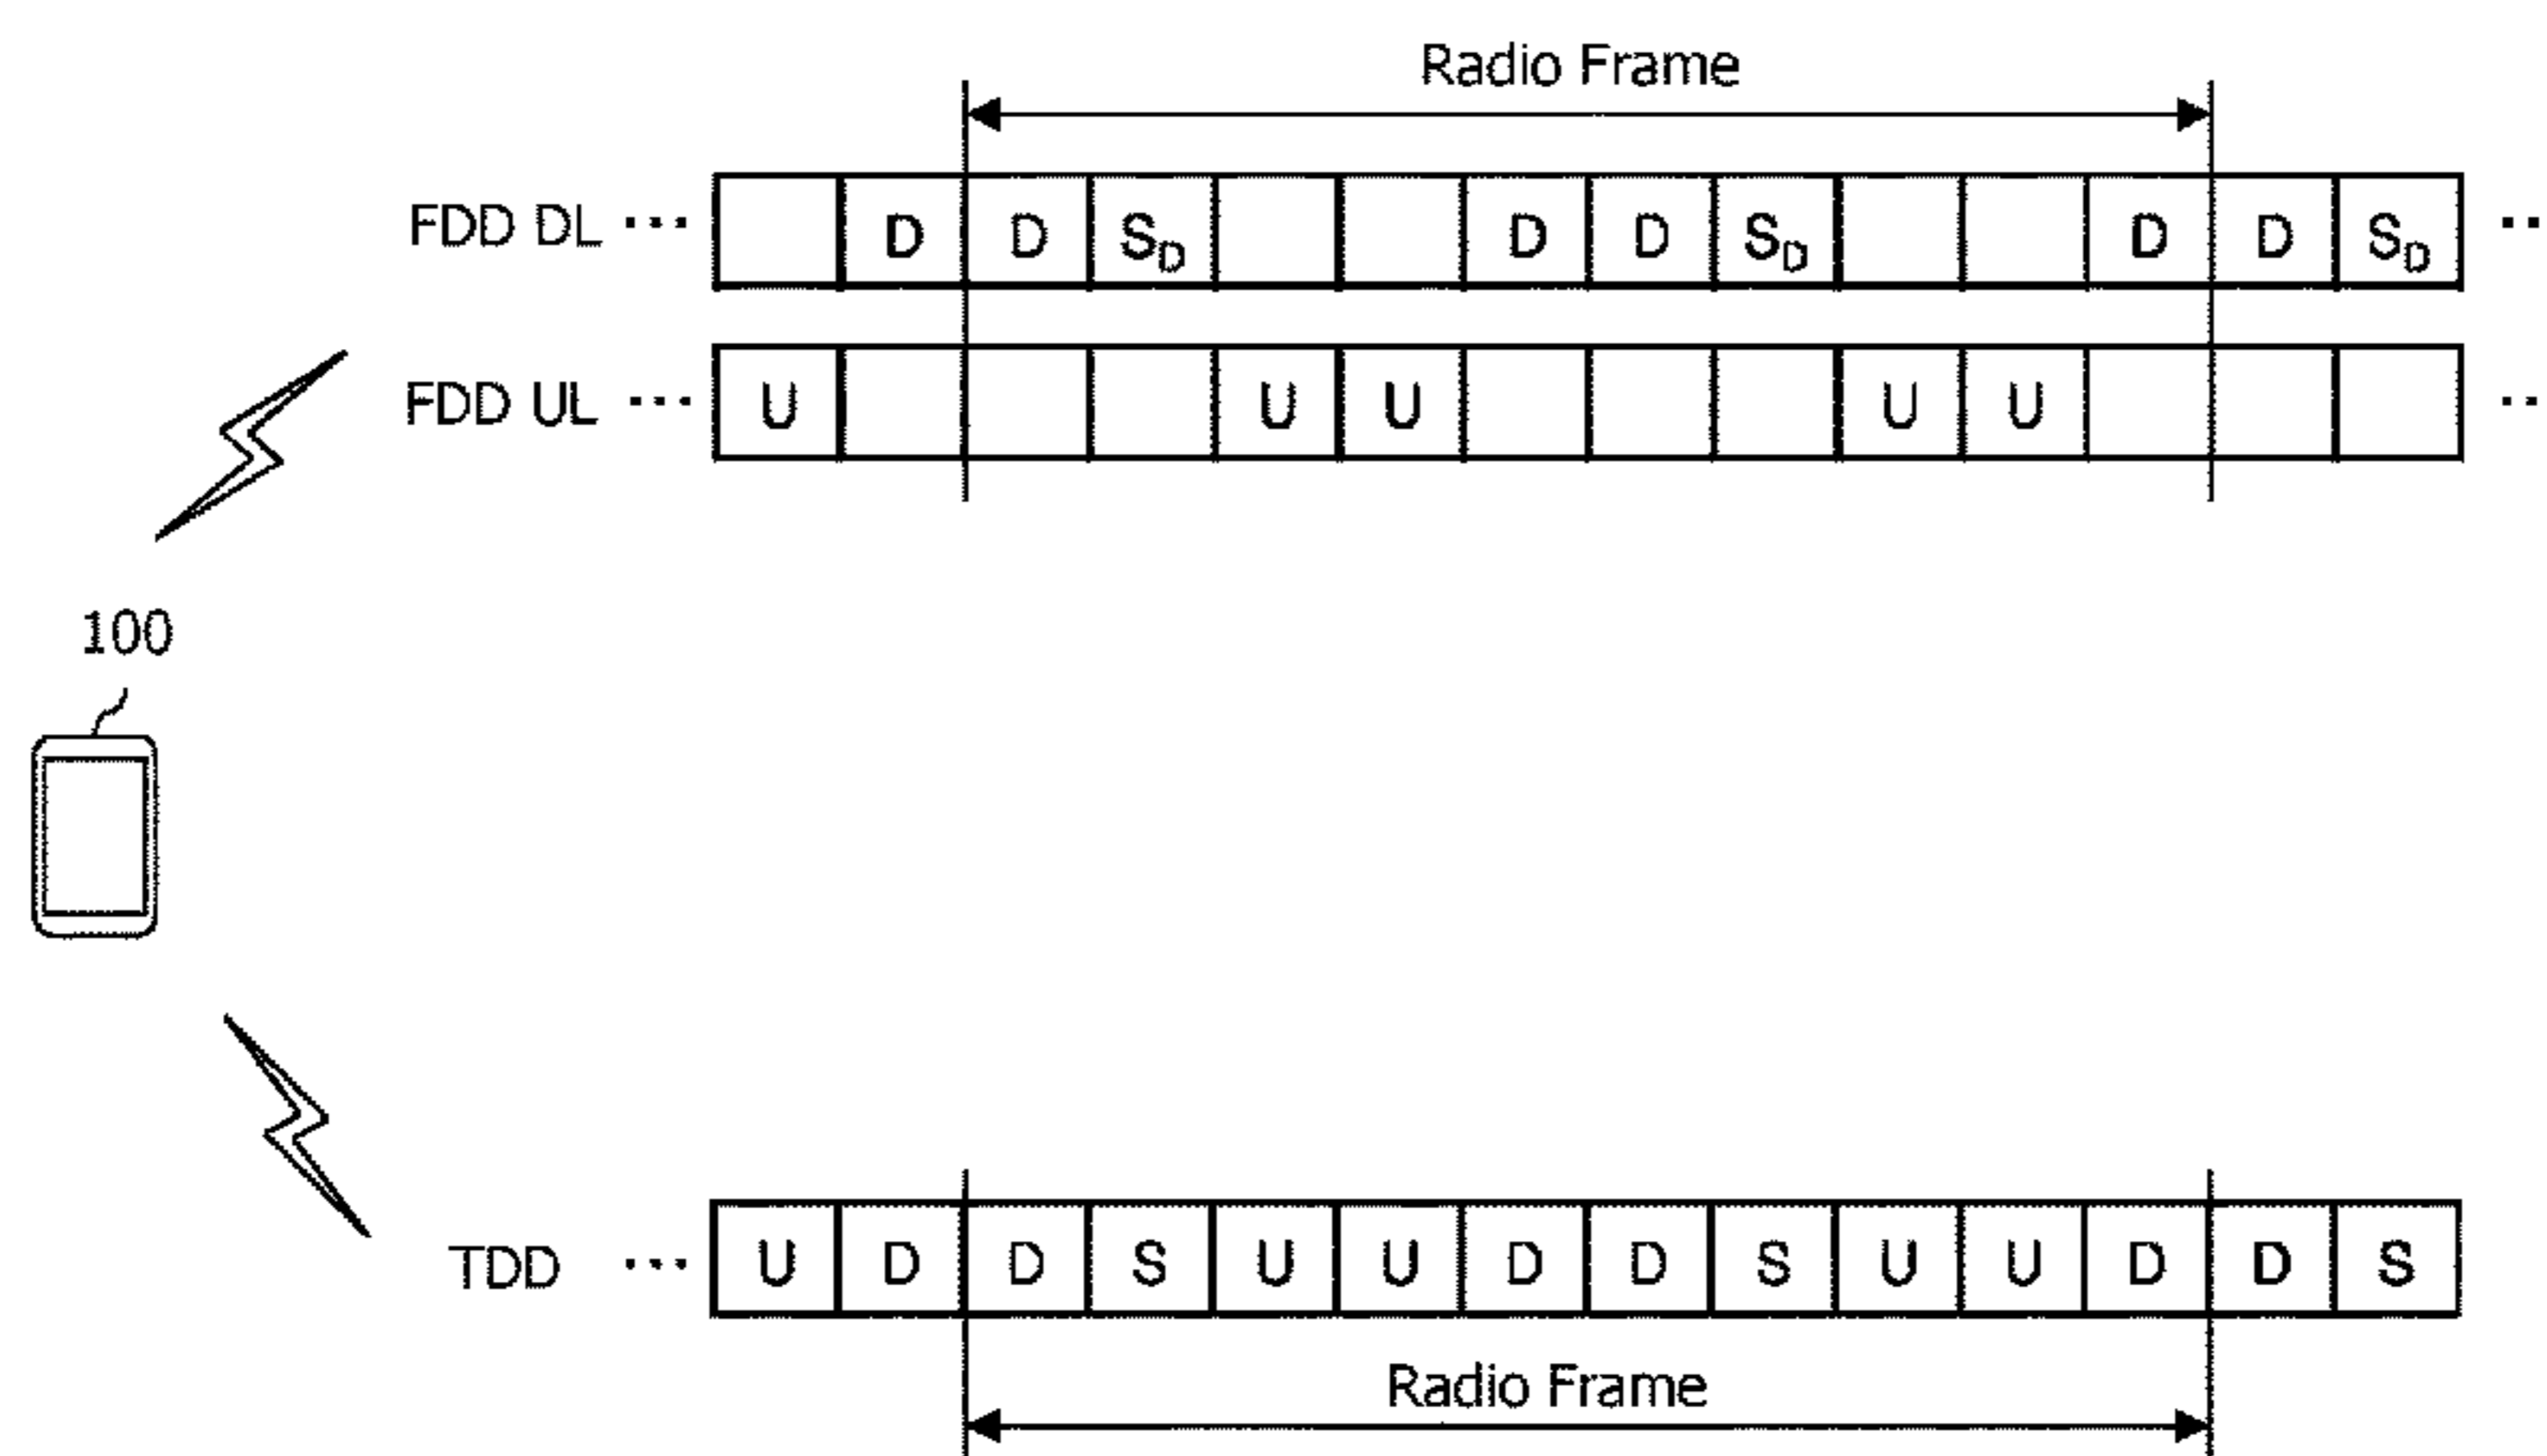 Radio Frame
FDD DL ... D D S_D D D S_D D D S_D ..
FDD UL ... U U U U U ..
100
TDD ... U D D S U U D D S U U D D S
Radio Frame